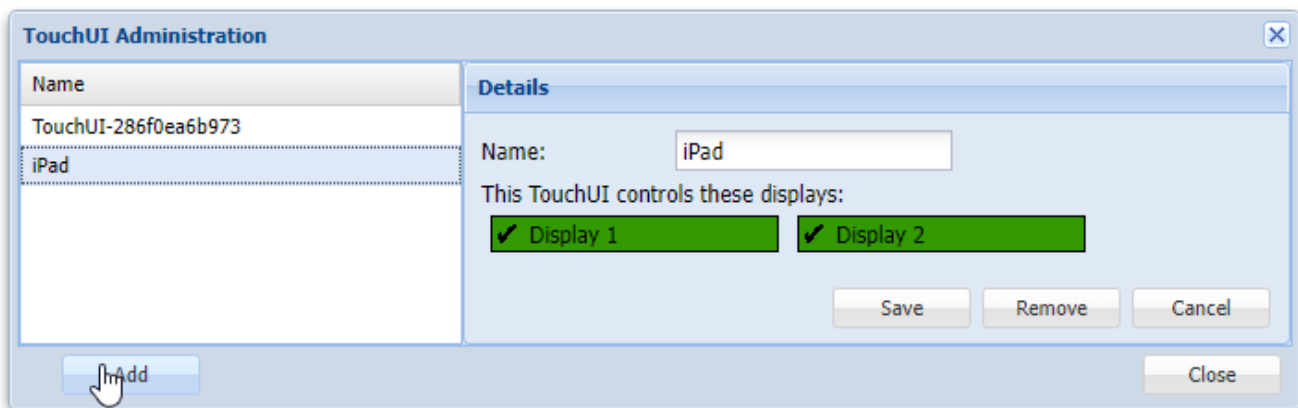 TouchUI Administration
Name
TouchUI-286f0ea6b973
iPad
Details
Name: iPad
This TouchUI controls these displays:
✔ Display 1 ✔ Display 2
Save Remove Cancel
Add Close